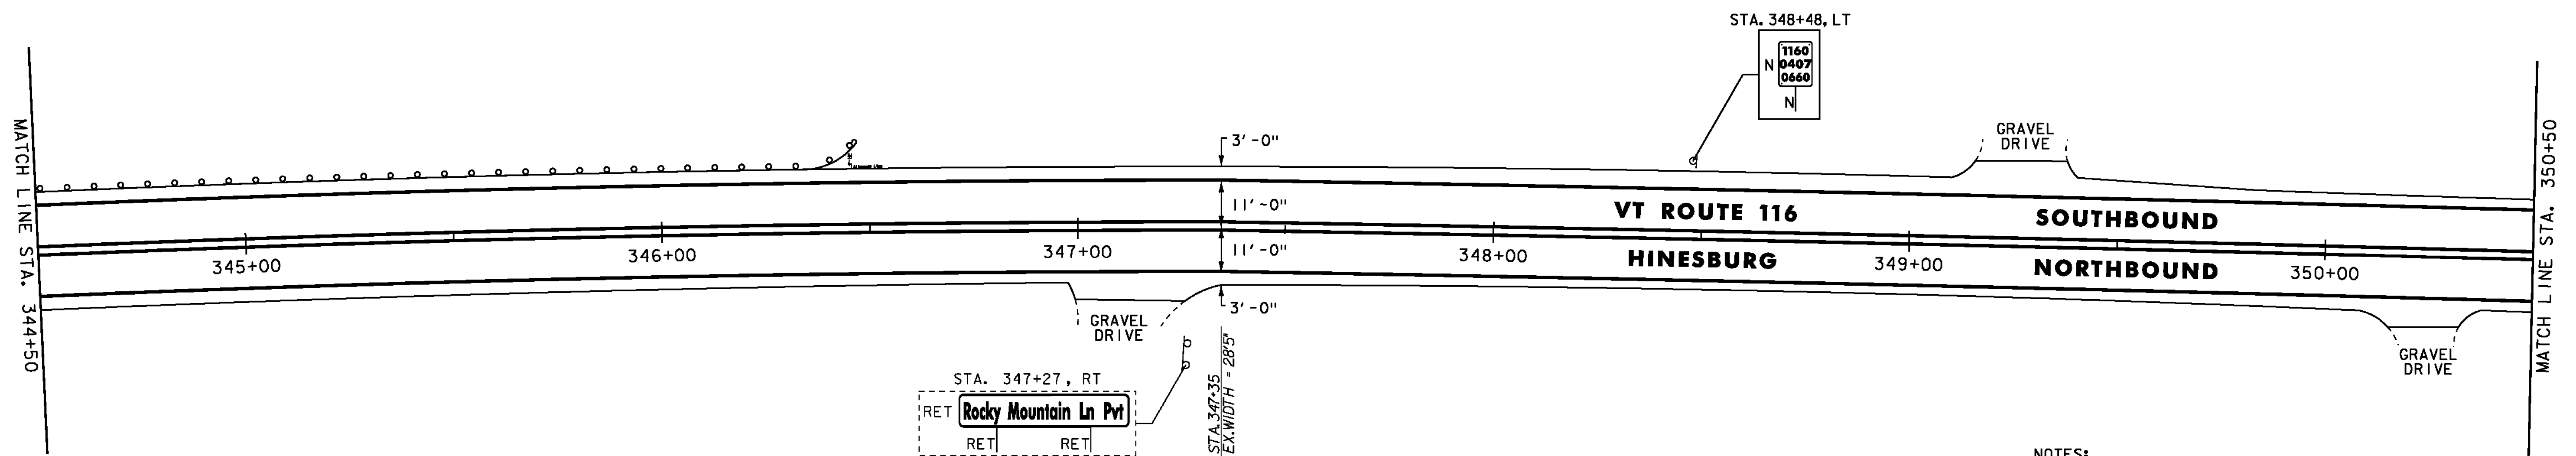 STA. 348+48, LT
1160
N 0407
0660
N
GRAVEL
DRIVE
MATCH LINE STA. 344+50
MATCH LINE STA. 350+50
3'-0"
11'-0"
VT ROUTE 116
SOUTHBOUND
11'-0"
HINESBURG
NORTHBOUND
345+00
346+00
347+00
348+00
349+00
350+00
3'-0"
GRAVEL
DRIVE
GRAVEL
DRIVE
STA. 347+35
EX.WIDTH = 28'5"
STA. 347+27, RT
RET Rocky Mountain Ln Pvt
RET RET
NOTES: